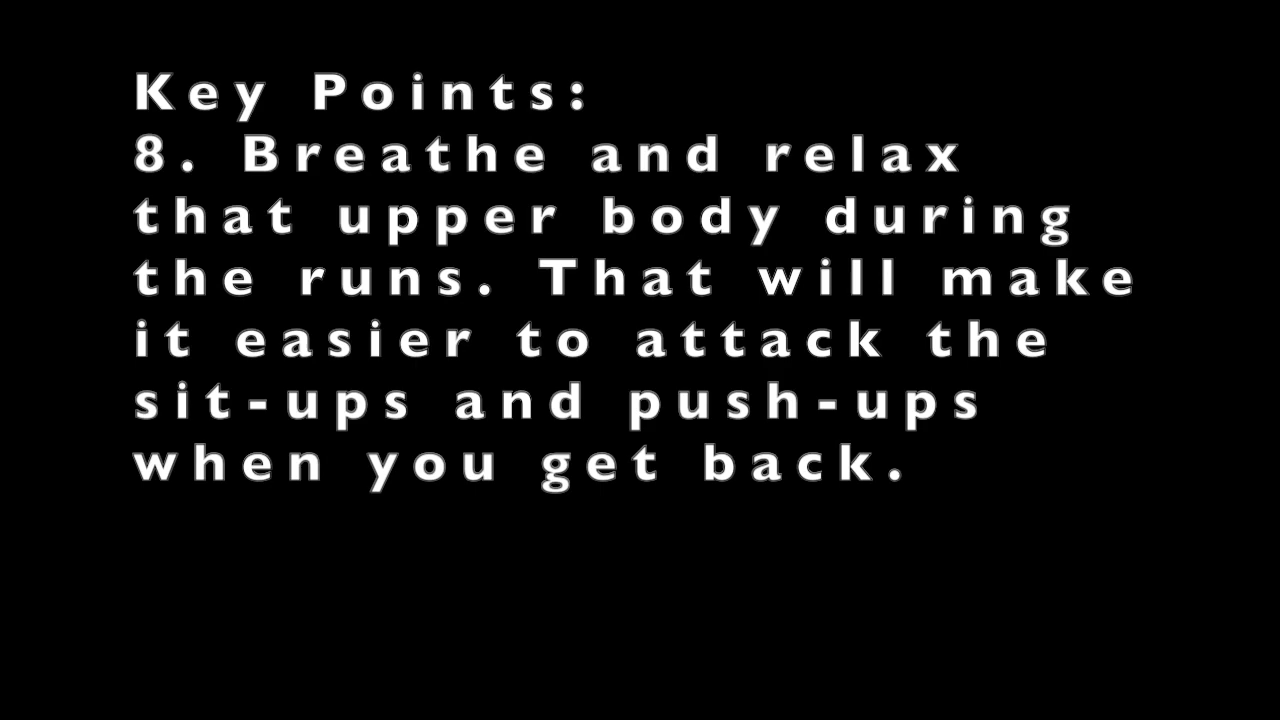 Key Points:
8. Breathe and relax
that upper body during
the runs. That will make
it easier to attack the
sit-ups and push-ups
when you get back.